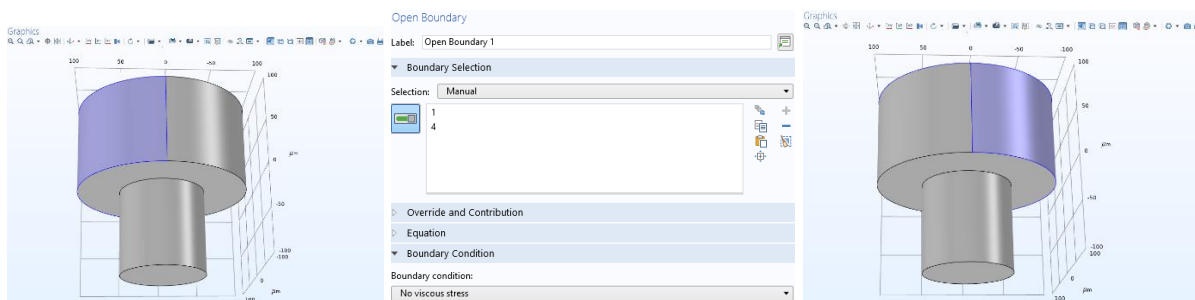 Graphics
100 50 0 -50
100
50
0
µm
-50
-100
-100
0
µm
100
Open Boundary
Label: Open Boundary 1
Boundary Selection
Selection: Manual
1
4
Override and Contribution
Equation
Boundary Condition
Boundary condition:
No viscous stress
Graphics
100 50 0 -50 -100
100
50
0
µm
-50
-100
-100
0
µm
100